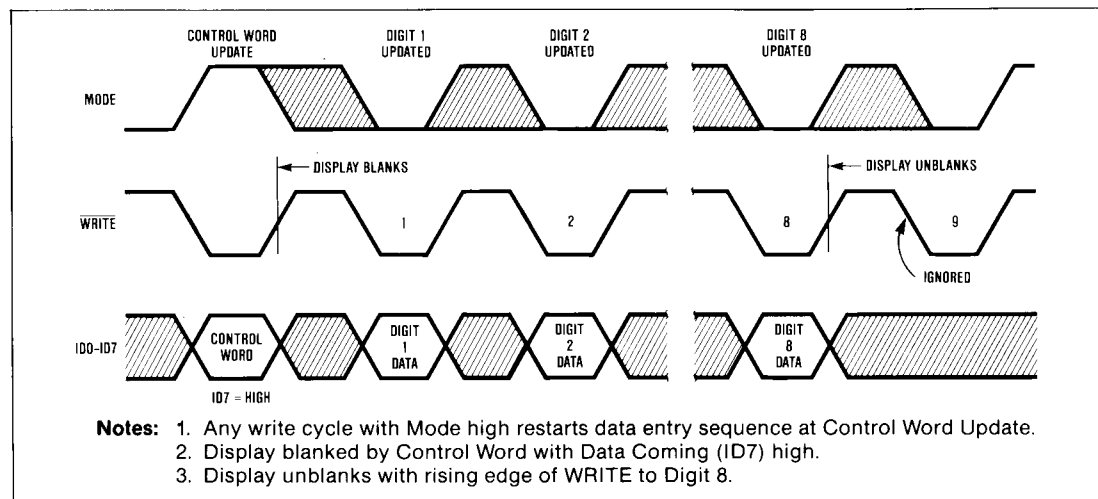 CONTROL WORD
UPDATE
DIGIT 1
UPDATED
DIGIT 2
UPDATED
DIGIT 8
UPDATED
MODE
DISPLAY BLANKS
DISPLAY UNBLANKS
WRITE
1
2
8
9
IGNORED
ID0-ID7
CONTROL
WORD
DIGIT
1
DATA
DIGIT
2
DATA
DIGIT
8
DATA
ID7 = HIGH
Notes: 1. Any write cycle with Mode high restarts data entry sequence at Control Word Update.
2. Display blanked by Control Word with Data Coming (ID7) high.
3. Display unblanks with rising edge of WRITE to Digit 8.